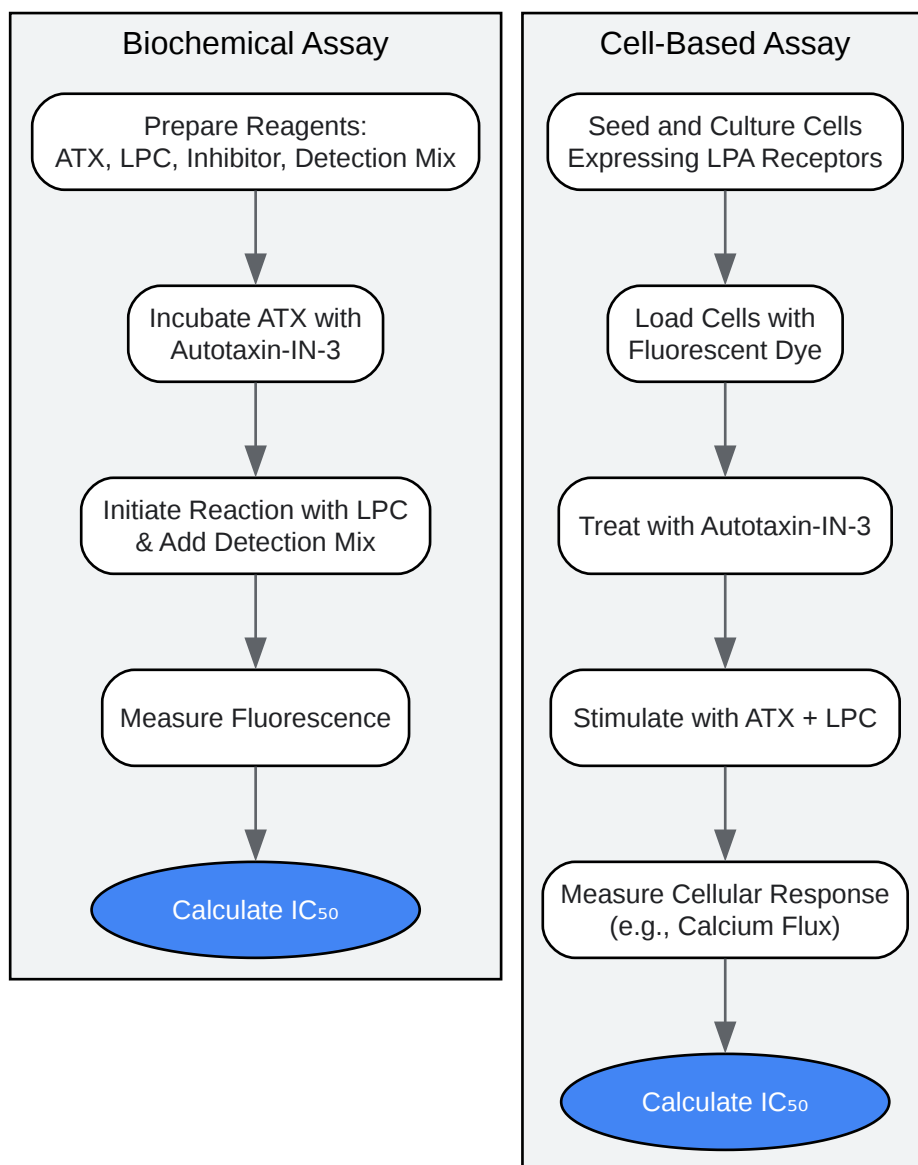 Biochemical Assay
Prepare Reagents:
ATX, LPC, Inhibitor, Detection Mix
Incubate ATX with
Autotaxin-IN-3
Initiate Reaction with LPC
& Add Detection Mix
Measure Fluorescence
Calculate IC₅₀
Cell-Based Assay
Seed and Culture Cells
Expressing LPA Receptors
Load Cells with
Fluorescent Dye
Treat with Autotaxin-IN-3
Stimulate with ATX + LPC
Measure Cellular Response
(e.g., Calcium Flux)
Calculate IC₅₀